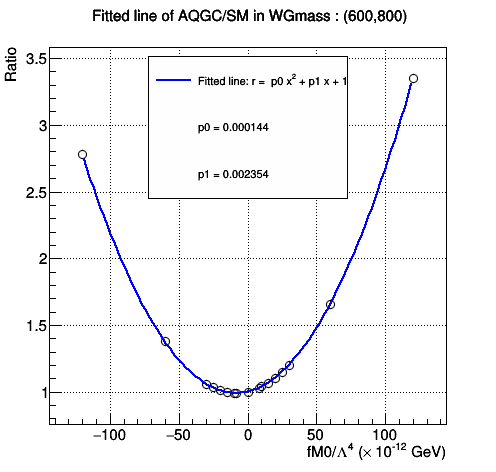 Fitted line of AQGC/SM in WGmass : (600,800)
Ratio
3.5
3
2.5
2
1.5
1
Fitted line: r = p0 x² + p1 x + 1
p0 = 0.000144
p1 = 0.002354
−100 −50 0 50 100
fM0/Λ⁴ (× 10⁻¹² GeV)